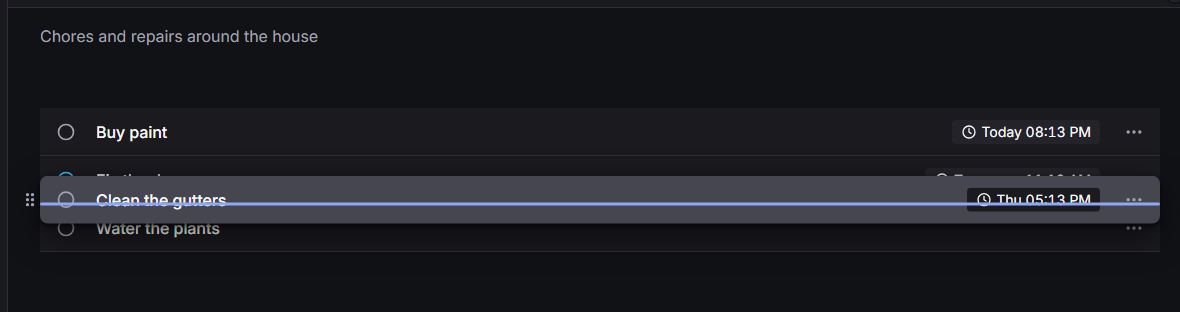 Chores and repairs around the house
Buy paint
Today 08:13 PM
Clean the gutters
Thu 05:13 PM
Water the plants